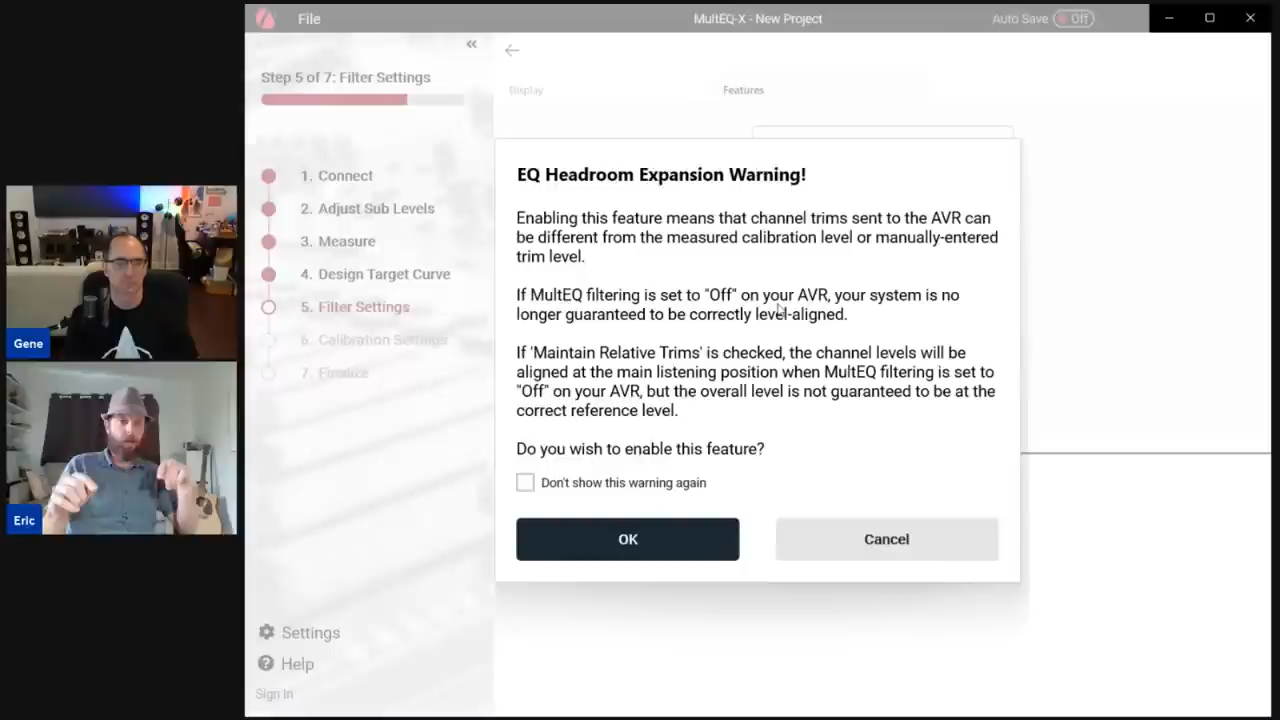 File
MultEQ-X - New Project
Auto Save
Off
Step 5 of 7: Filter Settings
1. Connect
2. Adjust Sub Levels
3. Measure
4. Design Target Curve
5. Filter Settings
6. Calibration Settings
7. Finalize
Settings
Help
Sign In
Display
Features
EQ Headroom Expansion Warning!
Enabling this feature means that channel trims sent to the AVR can
be different from the measured calibration level or manually-entered
trim level.
If MultEQ filtering is set to "Off" on your AVR, your system is no
longer guaranteed to be correctly level-aligned.
If 'Maintain Relative Trims' is checked, the channel levels will be
aligned at the main listening position when MultEQ filtering is set to
"Off" on your AVR, but the overall level is not guaranteed to be at the
correct reference level.
Do you wish to enable this feature?
Don't show this warning again
OK
Cancel
Gene
Eric